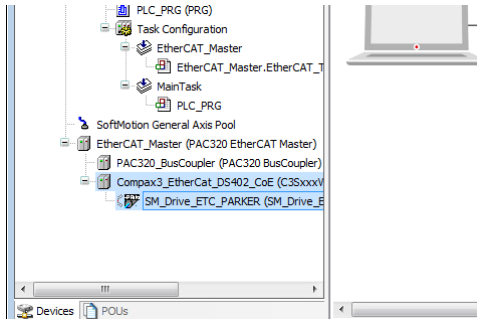 PLC_PRG (PRG)
Task Configuration
EtherCAT_Master
EtherCAT_Master.EtherCAT_T
MainTask
PLC_PRG
SoftMotion General Axis Pool
EtherCAT_Master (PAC320 EtherCAT Master)
PAC320_BusCoupler (PAC320 BusCoupler)
Compax3_EtherCat_DS402_CoE (C3SxxxV
SM_Drive_ETC_PARKER (SM_Drive_E
Devices POUs